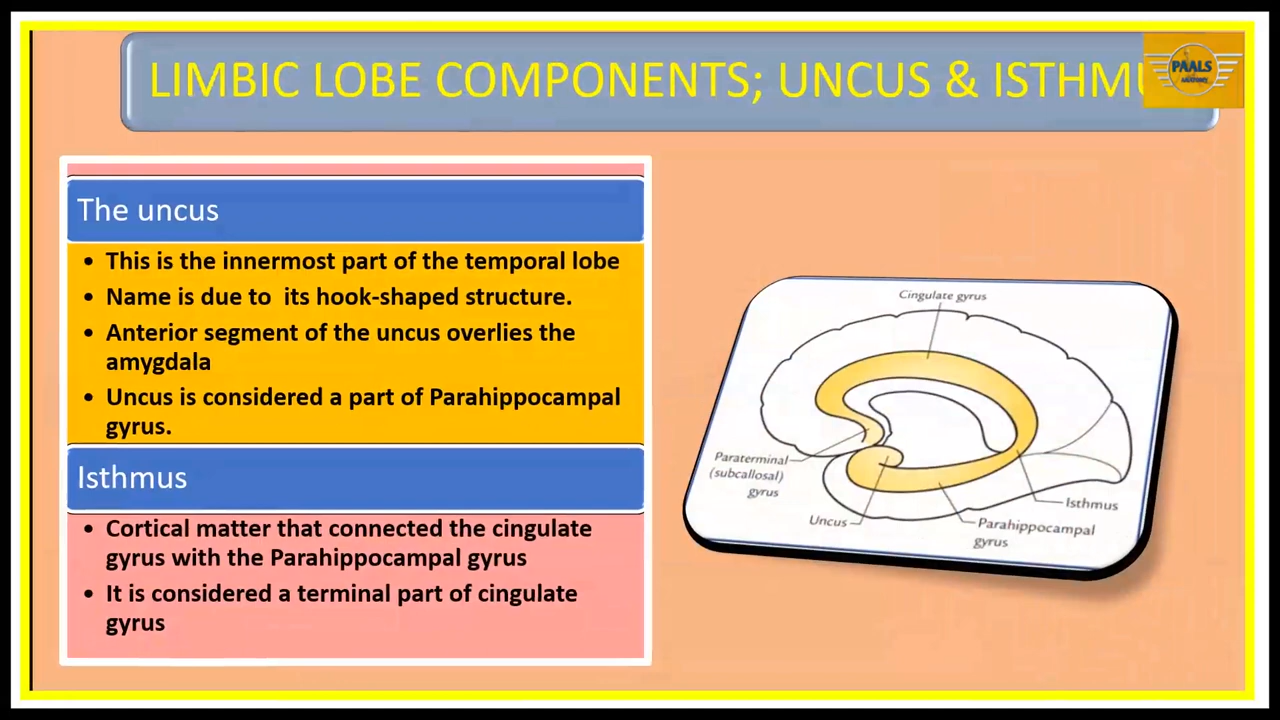 LIMBIC LOBE COMPONENTS; UNCUS & ISTHMU
PAALS
ANATOMY
The uncus
• This is the innermost part of the temporal lobe
• Name is due to its hook-shaped structure.
• Anterior segment of the uncus overlies the
amygdala
• Uncus is considered a part of Parahippocampal
gyrus.
Isthmus
• Cortical matter that connected the cingulate
gyrus with the Parahippocampal gyrus
• It is considered a terminal part of cingulate
gyrus
Cingulate gyrus
Paraterminal
(subcallosal)
gyrus
Uncus
Parahippocampal
gyrus
Isthmus